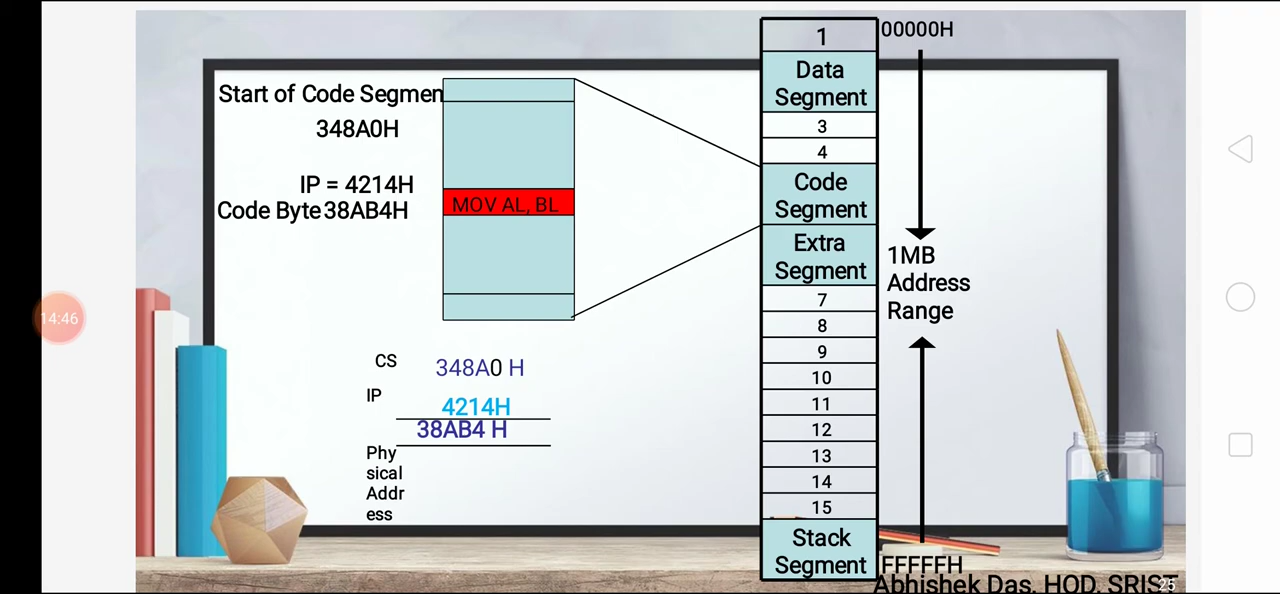 Start of Code Segmen
348A0H
IP = 4214H
Code Byte 38AB4H
MOV AL, BL
CS 348A0 H
IP 4214H
38AB4 H
Phy
sical
Addr
ess
1
Data
Segment
3
4
Code
Segment
Extra
Segment
7
8
9
10
11
12
13
14
15
Stack
Segment
00000H
1MB
Address
Range
FFFFFH
Abhishek Das, HOD, SRIST
25
14:46